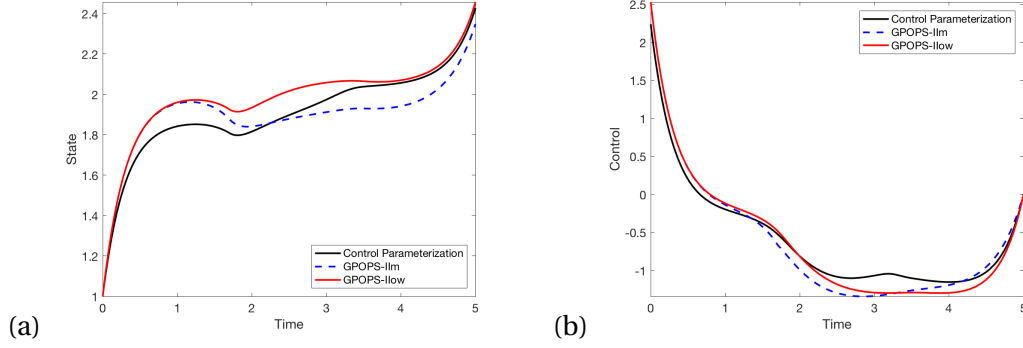 (a)
State
2.4
2.2
2
1.8
1.6
1.4
1.2
1
0
1
2
3
4
5
Time
Control Parameterization
GPOPS-IIm
GPOPS-IIow
(b)
Control
2.5
2
1.5
1
0.5
0
-0.5
-1
0
1
2
3
4
5
Time
Control Parameterization
GPOPS-IIm
GPOPS-IIow